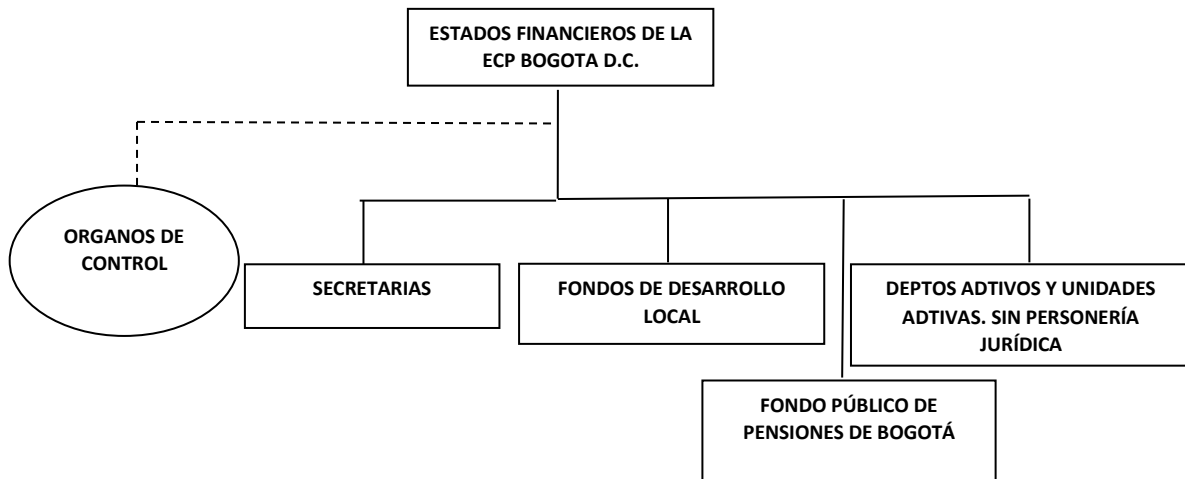 ESTADOS FINANCIEROS DE LA
ECP BOGOTA D.C.
ORGANOS DE
CONTROL
SECRETARIAS
FONDOS DE DESARROLLO
LOCAL
DEPTOS ADTIVOS Y UNIDADES
ADTIVAS. SIN PERSONERÍA
JURÍDICA
FONDO PÚBLICO DE
PENSIONES DE BOGOTÁ